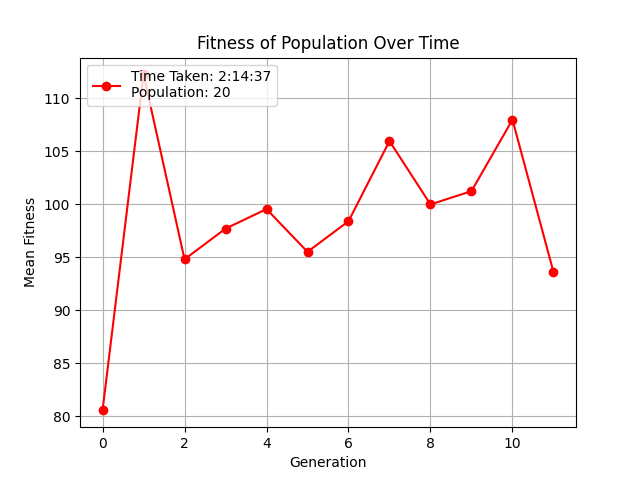 Fitness of Population Over Time
Time Taken: 2:14:37
Population: 20
Mean Fitness
110
105
100
95
90
85
80
0
2
4
6
8
10
Generation